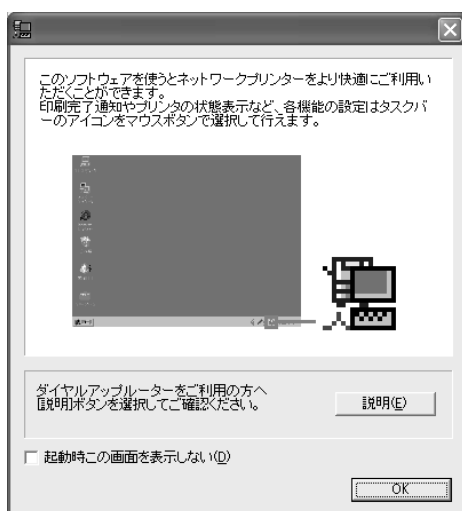 このソフトウェアを使うとネットワークプリンターをより快適にご利用い
ただくことができます。
印刷完了通知やプリンタの状態表示など、各機能の設定はタスクバ
ーのアイコンをマウスボタンで選択して行えます。
ダイヤルアップルーターをご利用の方へ
[説明]ボタンを選択してご確認ください。
説明(E)
起動時この画面を表示しない(D)
OK